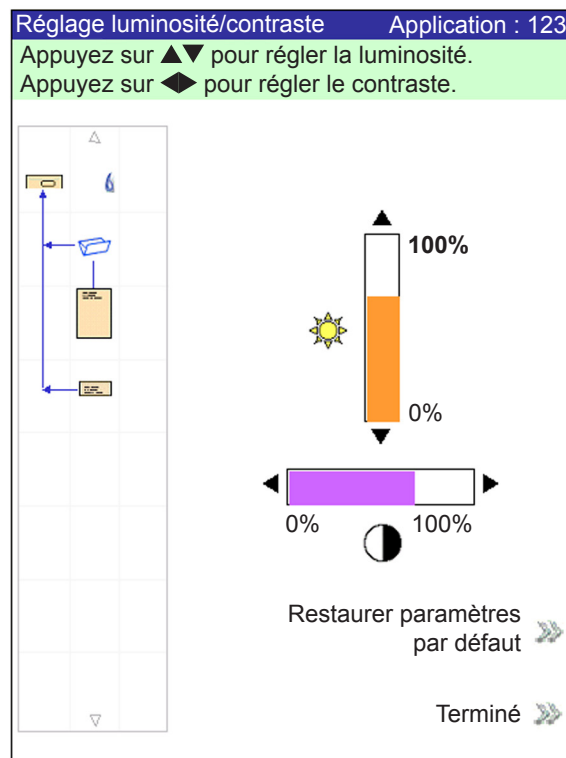 Réglage luminosité/contraste Application : 123
Appuyez sur ▲▼ pour régler la luminosité.
Appuyez sur ◀▶ pour régler le contraste.
100%
0%
0% 100%
Restaurer paramètres
par défaut
Terminé